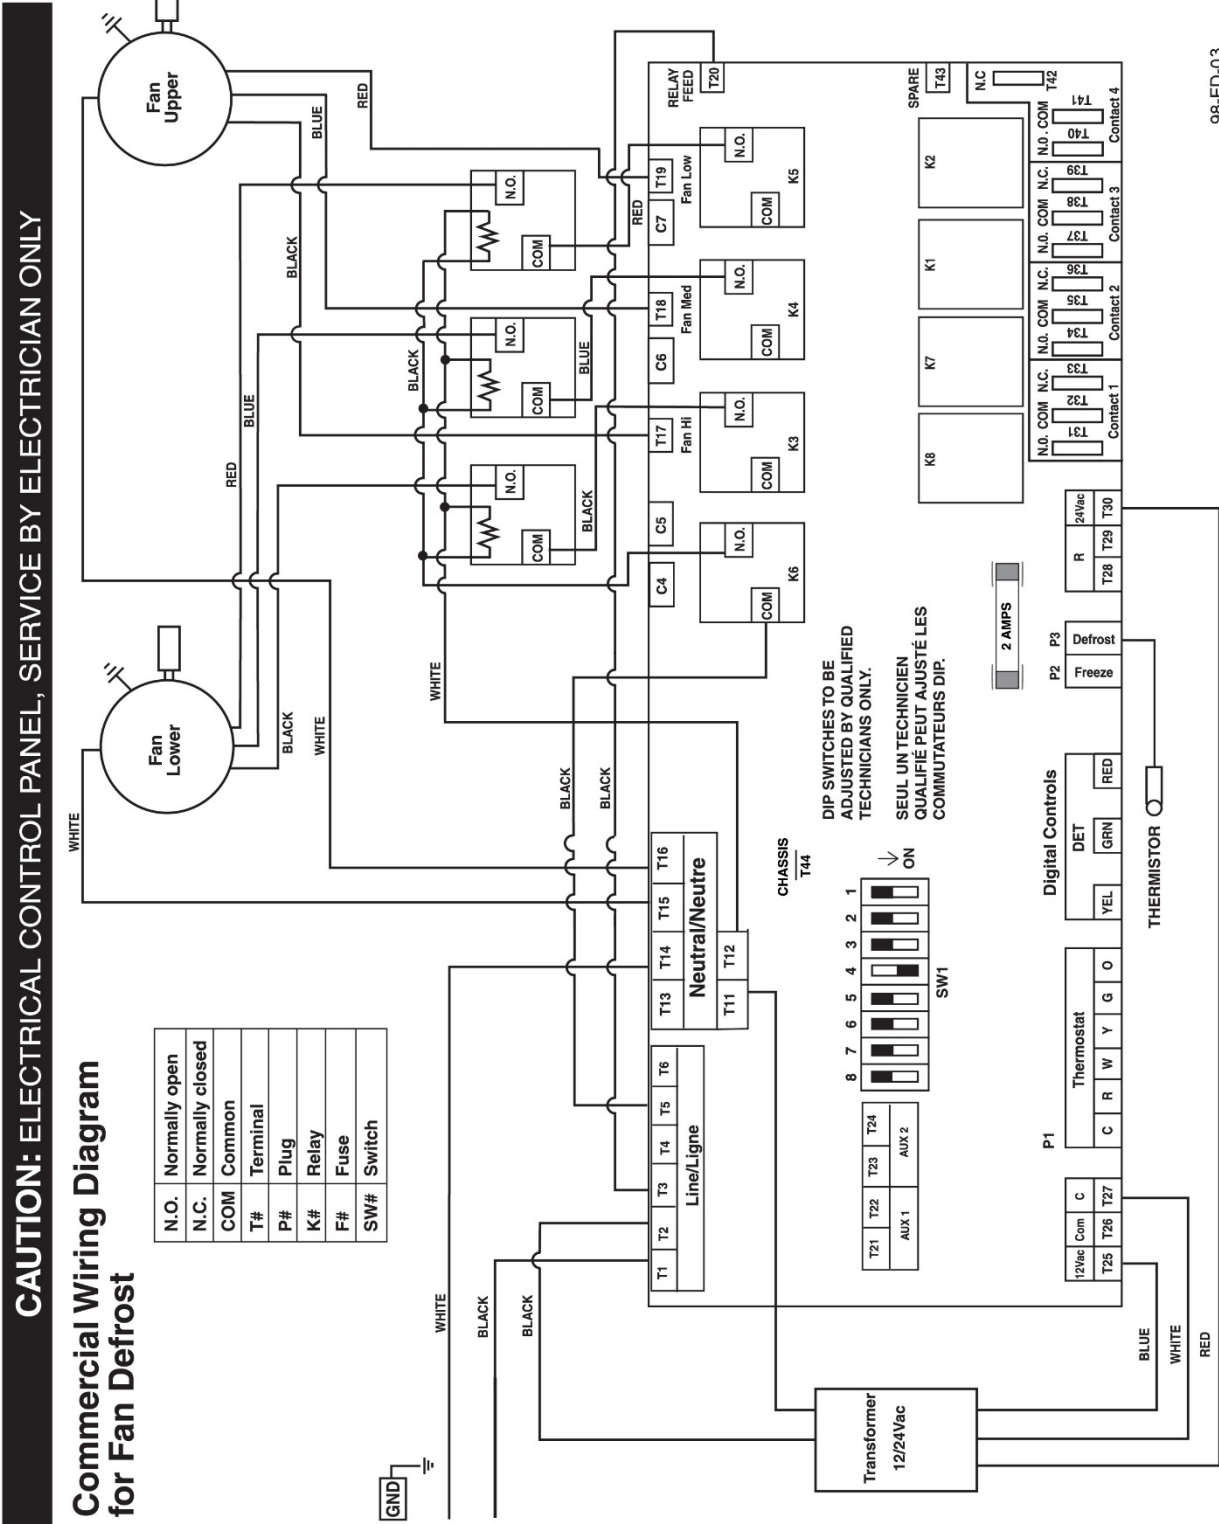 CAUTION: ELECTRICAL CONTROL PANEL, SERVICE BY ELECTRICIAN ONLY
Commercial Wiring Diagram
for Fan Defrost
N.O. Normally open
N.C. Normally closed
COM Common
T# Terminal
P# Plug
K# Relay
F# Fuse
SW# Switch
GND
WHITE
BLACK
BLACK
WHITE
Fan
Lower
Fan
Upper
BLACK
WHITE
RED
BLUE
BLACK
BLUE
RED
WHITE
BLACK
BLACK
BLACK
N.O.
COM
BLACK
N.O.
COM
BLUE
N.O.
COM
RED
T1
T2
T3
T4
T5
T6
Line/Ligne
T13
T14
T15
T16
Neutral/Neutre
T11
T12
C4
C5
T17
Fan Hi
C6
T18
Fan Med
C7
T19
Fan Low
RELAY
FEED
T20
N.O.
COM
K6
N.O.
COM
K3
N.O.
COM
K4
N.O.
COM
K5
CHASSIS
T44
DIP SWITCHES TO BE
ADJUSTED BY QUALIFIED
TECHNICIANS ONLY.
SEUL UN TECHNICIEN
QUALIFIÉ PEUT AJUSTÉ LES
COMMUTATEURS DIP.
T21
T22
T23
T24
AUX 1
AUX 2
8
7
6
5
4
3
2
1
ON
SW1
K8
K7
K1
K2
SPARE
T43
N.C
T42
2 AMPS
P1
Thermostat
C
R
W
Y
G
O
Digital Controls
DET
YEL
GRN
RED
P2
P3
Freeze
Defrost
R
24Vac
T28
T29
T30
N.O. COM N.C.
T31
T32
T33
Contact 1
N.O. COM N.C.
T34
T35
T36
Contact 2
N.O. COM N.C.
T37
T38
T39
Contact 3
N.O. COM
T40
T41
Contact 4
12Vac
Com
C
T25
T26
T27
THERMISTOR
Transformer
12/24Vac
BLUE
WHITE
RED
98-ED-03